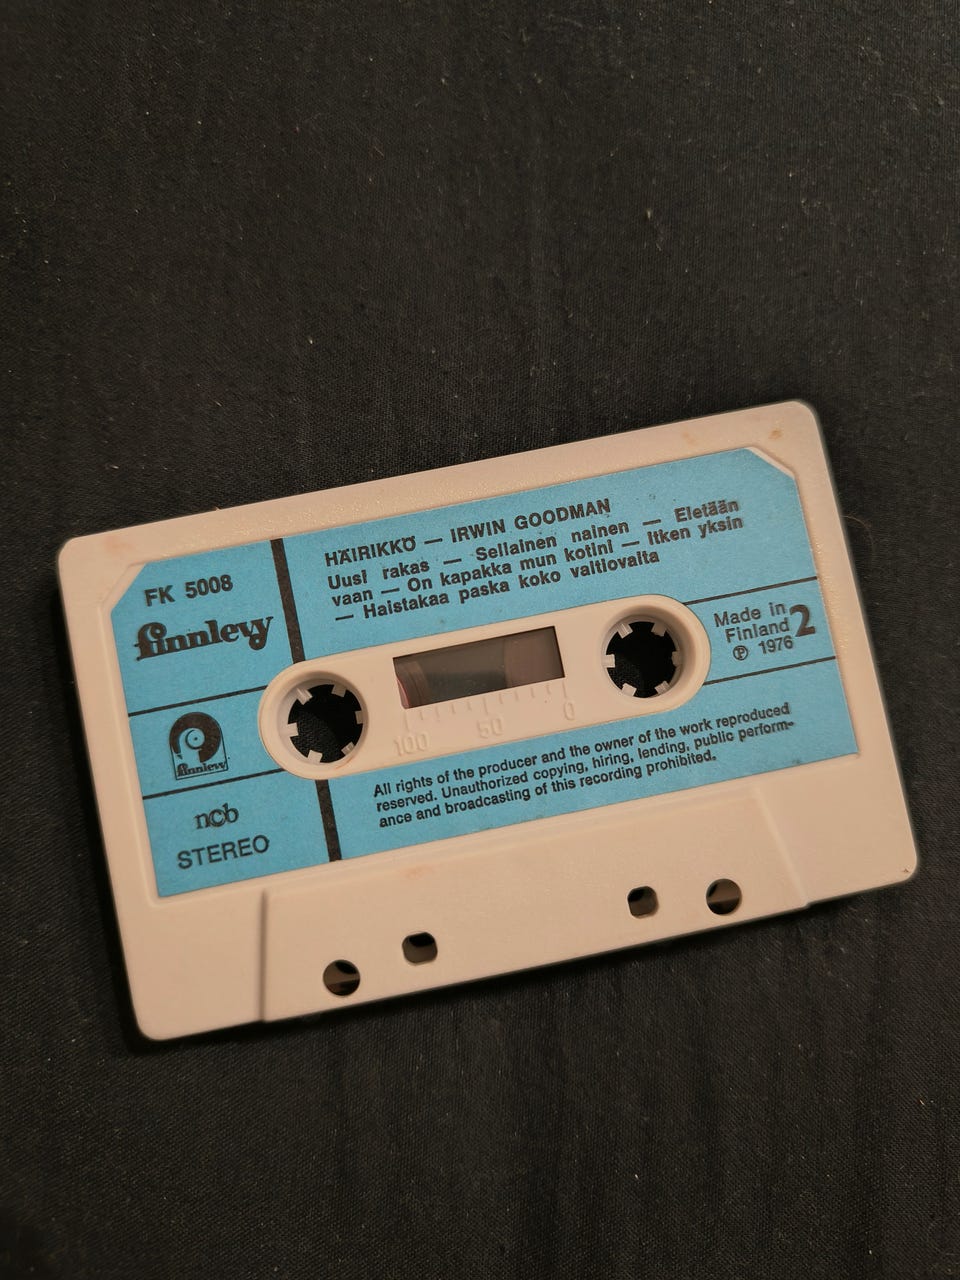 FK 5008
finnlevy
HÄIRIKKÖ — IRWIN GOODMAN
Uusi rakas — Sellainen nainen — Eletään
vaan — On kapakka mun kotini — Itken yksin
— Haistakaa paska koko valtiovalta
Made in
Finland
℗ 1976
2
100 50 0
finnlevy
ncb
STEREO
All rights of the producer and the owner of the work reproduced
reserved. Unauthorized copying, hiring, lending, public perform-
ance and broadcasting of this recording prohibited.